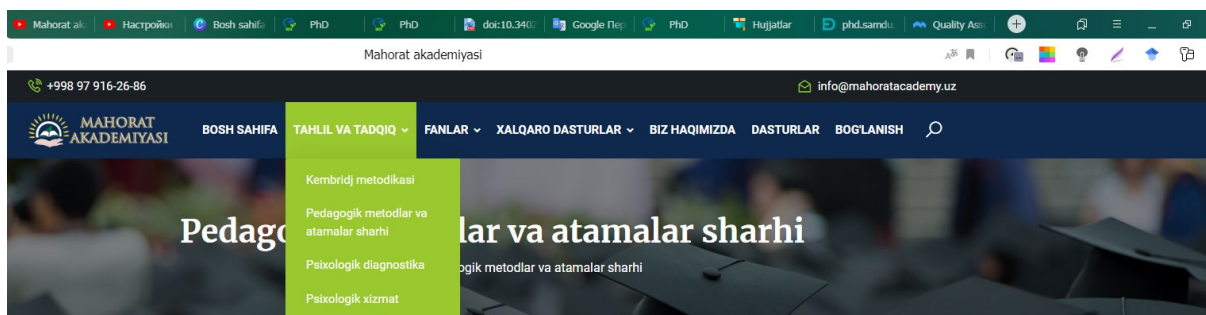 Mahorat ak
Настройки
Bosh sahifa
PhD
PhD
doi:10.3402
Google Пер
PhD
Hujjatlar
phd.samdu.
Quality Ass
Mahorat akademiyasi
+998 97 916-26-86
info@mahoratacademy.uz
MAHORAT
AKADEMIYASI
BOSH SAHIFA
TAHLIL VA TADQIQ
FANLAR
XALQARO DASTURLAR
BIZ HAQIMIZDA
DASTURLAR
BOG'LANISH
Kembridj metodikasi
Pedagogik metodlar va
atamalar sharhi
Psixologik diagnostika
Psixologik xizmat
Pedago lar va atamalar sharhi
ogik metodlar va atamalar sharhi